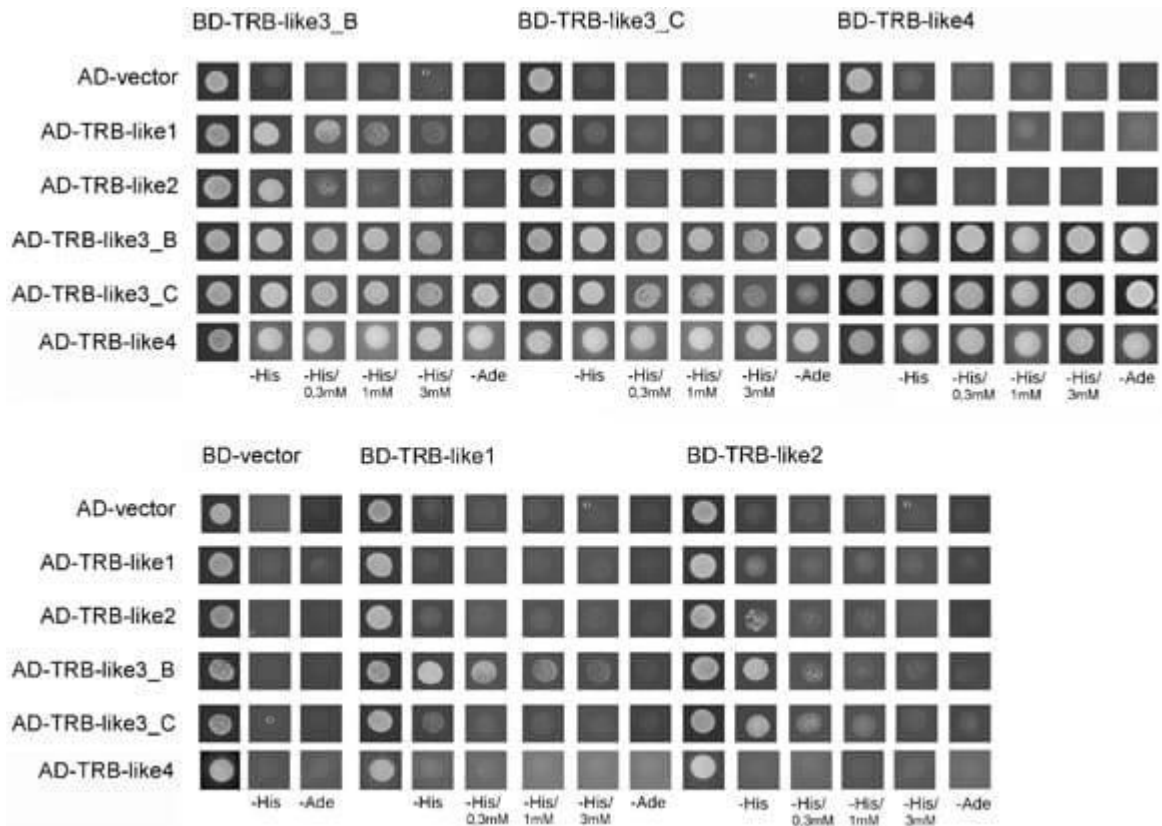 BD-TRB-like3_B BD-TRB-like3_C BD-TRB-like4
AD-vector
AD-TRB-like1
AD-TRB-like2
AD-TRB-like3_B
AD-TRB-like3_C
AD-TRB-like4
-His -His/ -His/ -His/ -Ade -His -His/ -His/ -His/ -Ade -His -His/ -His/ -His/ -Ade
0,3mM 1mM 3mM 0,3mM 1mM 3mM 0,3mM 1mM 3mM
BD-vector BD-TRB-like1 BD-TRB-like2
AD-vector
AD-TRB-like1
AD-TRB-like2
AD-TRB-like3_B
AD-TRB-like3_C
AD-TRB-like4
-His -Ade -His -His/ -His/ -His/ -Ade -His -His/ -His/ -His/ -Ade
0,3mM 1mM 3mM 0,3mM 1mM 3mM